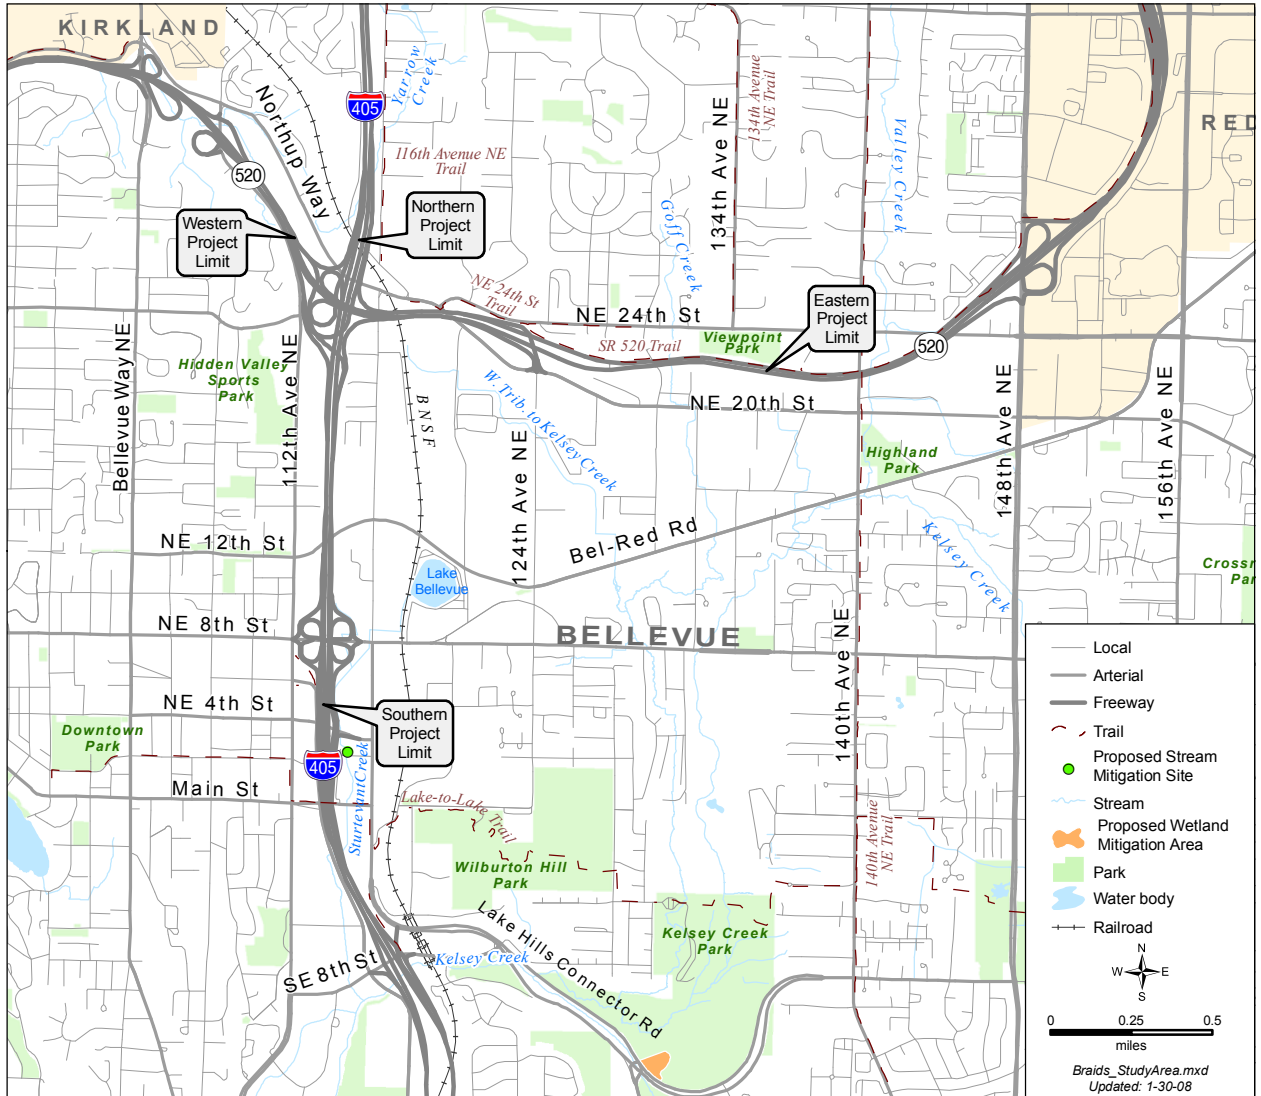 KIRKLAND
405
Yarrow
Creek
Northup Way
134th Avenue
NE Trail
134th Ave NE
Valley Creek
116th Avenue NE
Trail
520
Northern
Project
Limit
Western
Project
Limit
Goff Creek
NE 24th St
Trail
NE 24th St
Eastern
Project
Limit
SR 520 Trail
Viewpoint
Park
520
Bellevue Way NE
112th Ave NE
Hidden Valley
Sports
Park
W. Trib. to Kelsey Creek
NE 20th St
BNSF
124th Ave NE
Highland
Park
148th Ave NE
156th Ave NE
Bel-Red Rd
Kelsey Creek
NE 12th St
Lake
Bellevue
NE 8th St
BELLEVUE
140th Ave NE
NE 4th St
Southern
Project
Limit
Downtown
Park
405
Main St
Sturtevant Creek
Lake-to-Lake Trail
140th Avenue
NE Trail
Wilburton Hill
Park
Lake Hills Connector Rd
Kelsey Creek
Park
Kelsey Creek
SE 8th St
Local
Arterial
Freeway
Trail
Proposed Stream
Mitigation Site
Stream
Proposed Wetland
Mitigation Area
Park
Water body
Railroad
N
W E
S
0 0.25 0.5
miles
Braids_StudyArea.mxd
Updated: 1-30-08